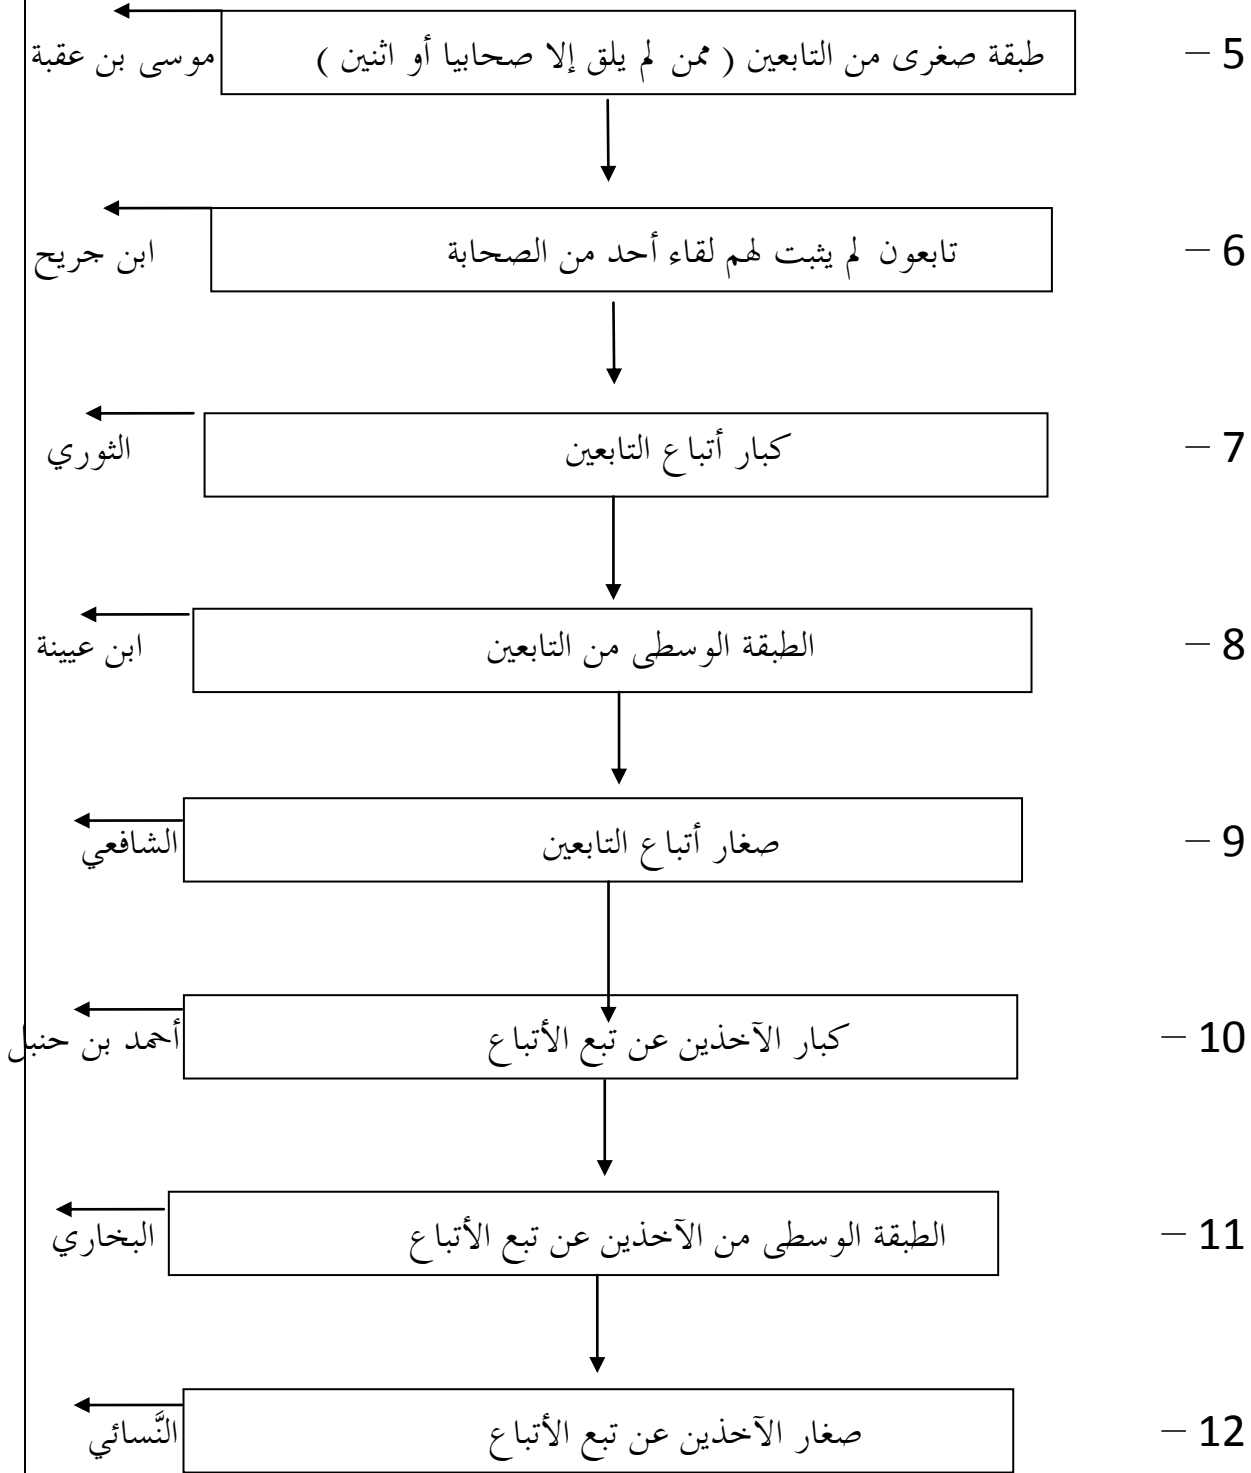 5 – طبقة صغرى من التابعين ( ممن لم يلق إلا صحابيا أو اثنين ) موسى بن عقبة
6 – تابعون لم يثبت لهم لقاء أحد من الصحابة ابن جريح
7 – كبار أتباع التابعين الثوري
8 – الطبقة الوسطى من التابعين ابن عيينة
9 – صغار أتباع التابعين الشافعي
10 – كبار الآخذين عن تبع الأتباع أحمد بن حنبل
11 – الطبقة الوسطى من الآخذين عن تبع الأتباع البخاري
12 – صغار الآخذين عن تبع الأتباع النَّسائي